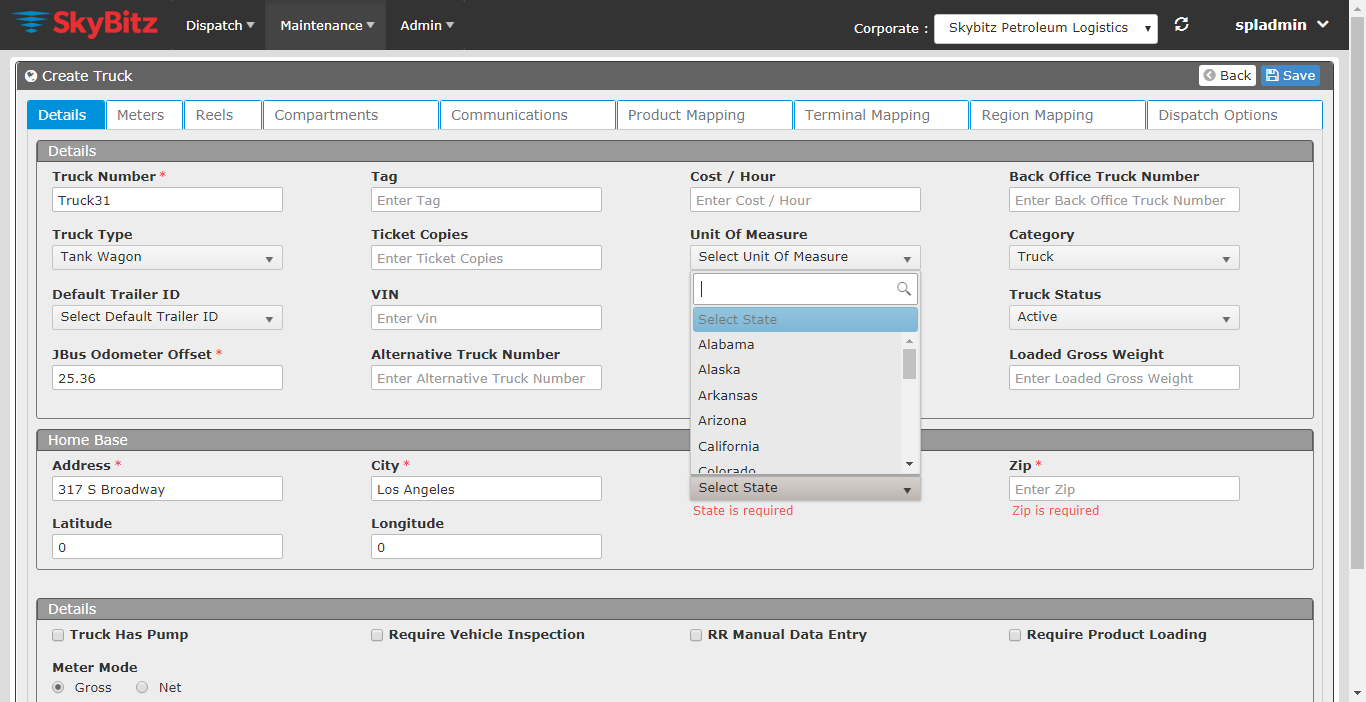 SkyBitz
Dispatch
Maintenance
Admin
Corporate :
Skybitz Petroleum Logistics
spladmin
Create Truck
Back
Save
Details
Meters
Reels
Compartments
Communications
Product Mapping
Terminal Mapping
Region Mapping
Dispatch Options
Details
Truck Number *
Tag
Cost / Hour
Back Office Truck Number
Truck31
Enter Tag
Enter Cost / Hour
Enter Back Office Truck Number
Truck Type
Ticket Copies
Unit Of Measure
Category
Tank Wagon
Enter Ticket Copies
Select Unit Of Measure
Truck
Default Trailer ID
VIN
Truck Status
Select Default Trailer ID
Enter Vin
Active
Select State
Alabama
Alaska
Arkansas
Arizona
California
Colorado
JBus Odometer Offset *
Alternative Truck Number
Loaded Gross Weight
25.36
Enter Alternative Truck Number
Enter Loaded Gross Weight
Home Base
Address *
City *
Zip *
317 S Broadway
Los Angeles
Select State
Enter Zip
State is required
Zip is required
Latitude
Longitude
0
0
Details
Truck Has Pump
Require Vehicle Inspection
RR Manual Data Entry
Require Product Loading
Meter Mode
Gross
Net